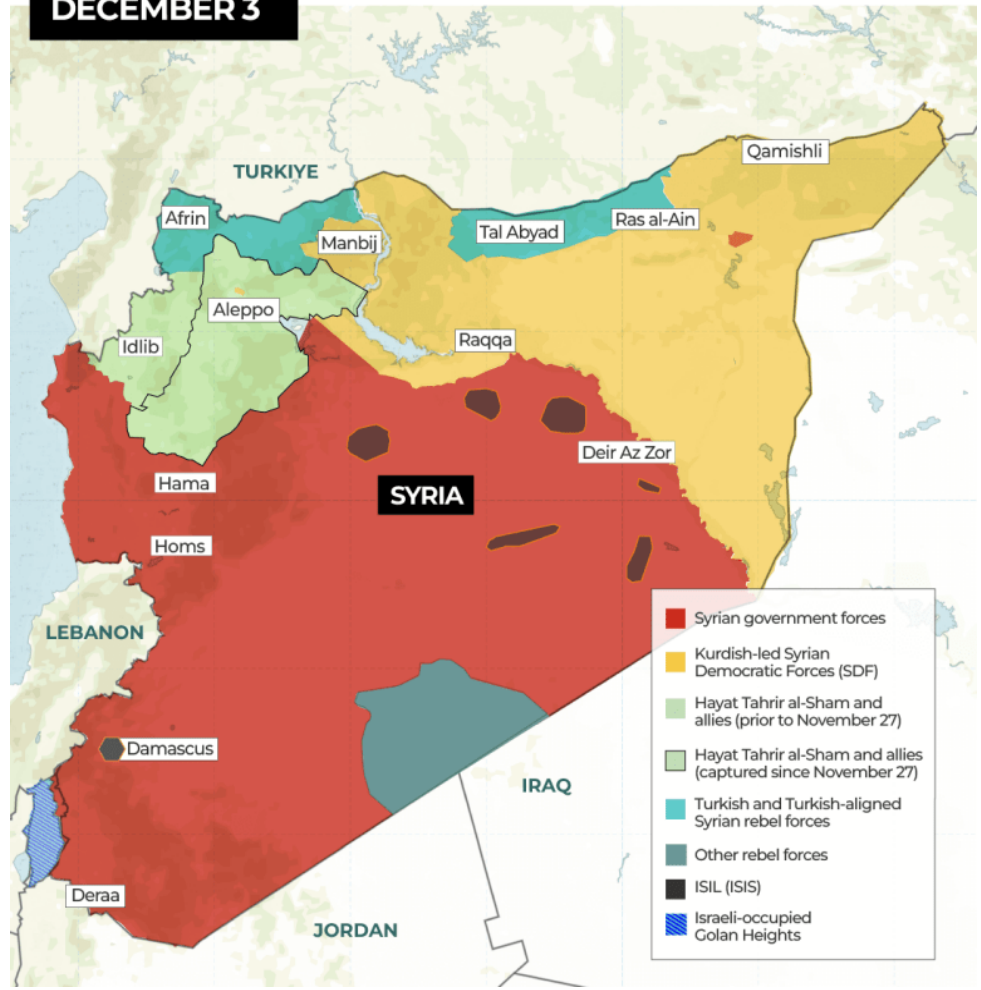 DECEMBER 3
TURKIYE
Qamishli
Afrin
Manbij
Tal Abyad
Ras al-Ain
Aleppo
Idlib
Raqqa
Deir Az Zor
Hama
SYRIA
Homs
LEBANON
Damascus
IRAQ
Deraa
JORDAN
Syrian government forces
Kurdish-led Syrian
Democratic Forces (SDF)
Hayat Tahrir al-Sham and
allies (prior to November 27)
Hayat Tahrir al-Sham and allies
(captured since November 27)
Turkish and Turkish-aligned
Syrian rebel forces
Other rebel forces
ISIL (ISIS)
Israeli-occupied
Golan Heights